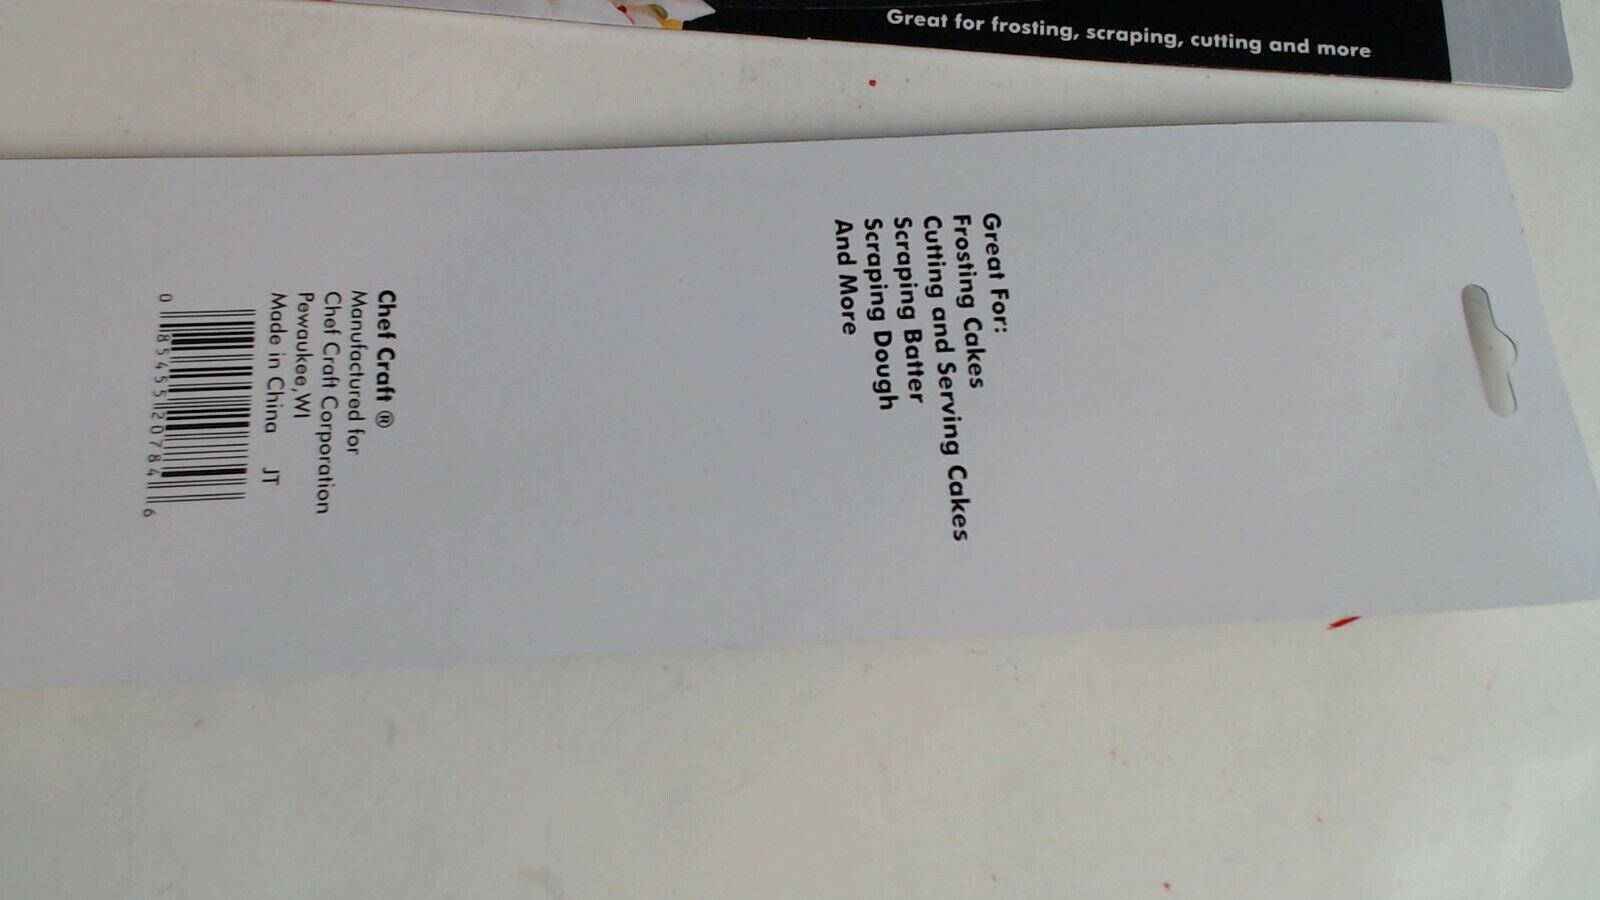 Great for frosting, scraping, cutting and more
Great For:
Frosting Cakes
Cutting and Serving Cakes
Scraping Batter
Scraping Dough
And More
Chef Craft ®
Manufactured for
Chef Craft Corporation
Pewaukee,WI
Made in China JT
0 85455 20784 6